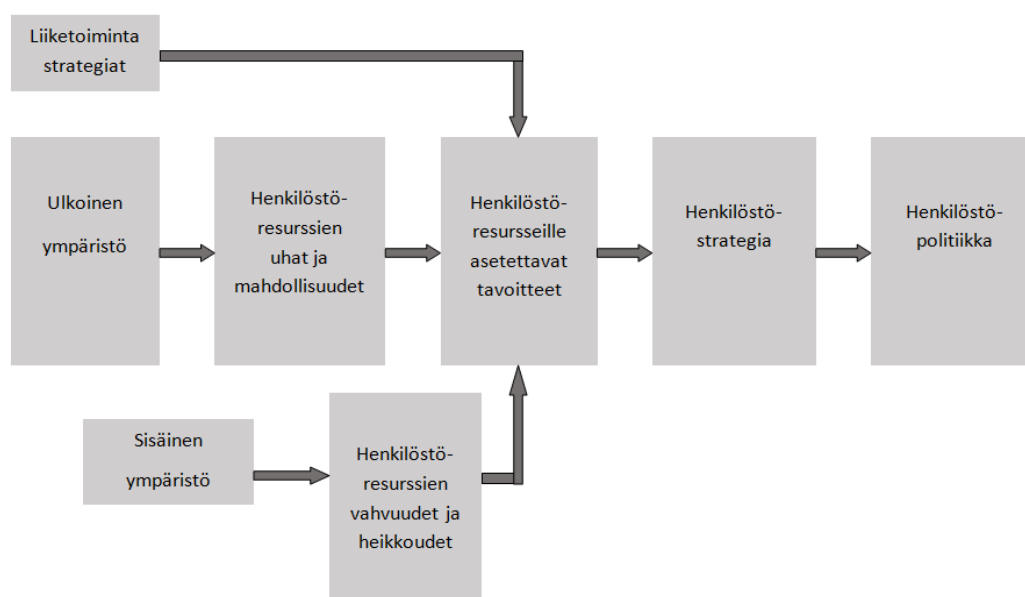 Liiketoiminta
strategiat
Ulkoinen
ympäristö
Henkilöstö-
resurssien
uhat ja
mahdollisuudet
Henkilöstö-
resursseille
asetettavat
tavoitteet
Henkilöstö-
strategia
Henkilöstö-
politiikka
Sisäinen
ympäristö
Henkilöstö-
resurssien
vahvuudet ja
heikkoudet